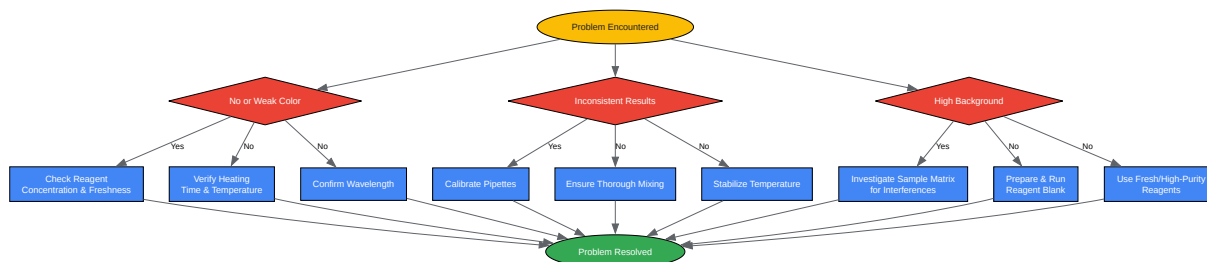 Problem Encountered
No or Weak Color
Inconsistent Results
High Background
Yes
No
No
Yes
No
No
Yes
No
No
Check Reagent
Concentration & Freshness
Verify Heating
Time & Temperature
Confirm Wavelength
Calibrate Pipettes
Ensure Thorough Mixing
Stabilize Temperature
Investigate Sample Matrix
for Interferences
Prepare & Run
Reagent Blank
Use Fresh/High-Purity
Reagents
Problem Resolved